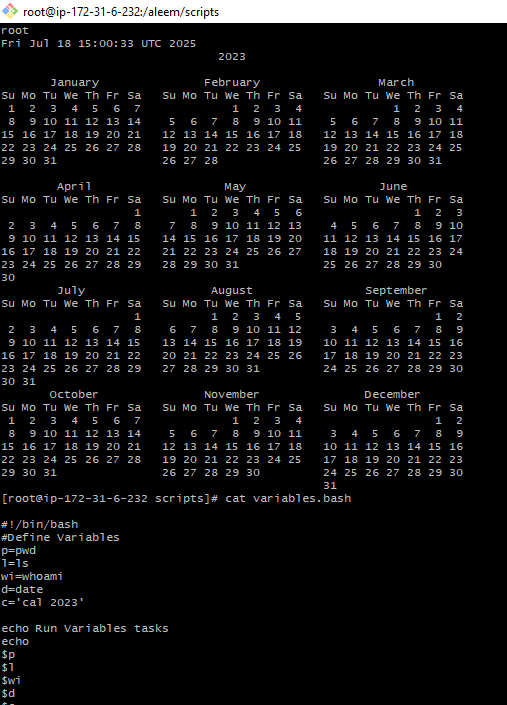 root@ip-172-31-6-232:/aleem/scripts
root
Fri Jul 18 15:00:33 UTC 2025
                               2023

       January               February                 March
Su Mo Tu We Th Fr Sa   Su Mo Tu We Th Fr Sa   Su Mo Tu We Th Fr Sa
 1  2  3  4  5  6  7             1  2  3  4             1  2  3  4
 8  9 10 11 12 13 14    5  6  7  8  9 10 11    5  6  7  8  9 10 11
15 16 17 18 19 20 21   12 13 14 15 16 17 18   12 13 14 15 16 17 18
22 23 24 25 26 27 28   19 20 21 22 23 24 25   19 20 21 22 23 24 25
29 30 31               26 27 28               26 27 28 29 30 31

        April                   May                   June
Su Mo Tu We Th Fr Sa   Su Mo Tu We Th Fr Sa   Su Mo Tu We Th Fr Sa
                   1       1  2  3  4  5  6                1  2  3
 2  3  4  5  6  7  8    7  8  9 10 11 12 13    4  5  6  7  8  9 10
 9 10 11 12 13 14 15   14 15 16 17 18 19 20   11 12 13 14 15 16 17
16 17 18 19 20 21 22   21 22 23 24 25 26 27   18 19 20 21 22 23 24
23 24 25 26 27 28 29   28 29 30 31            25 26 27 28 29 30
30
        July                  August                September
Su Mo Tu We Th Fr Sa   Su Mo Tu We Th Fr Sa   Su Mo Tu We Th Fr Sa
                   1          1  2  3  4  5                   1  2
 2  3  4  5  6  7  8    6  7  8  9 10 11 12    3  4  5  6  7  8  9
 9 10 11 12 13 14 15   13 14 15 16 17 18 19   10 11 12 13 14 15 16
16 17 18 19 20 21 22   20 21 22 23 24 25 26   17 18 19 20 21 22 23
23 24 25 26 27 28 29   27 28 29 30 31         24 25 26 27 28 29 30
30 31
       October               November               December
Su Mo Tu We Th Fr Sa   Su Mo Tu We Th Fr Sa   Su Mo Tu We Th Fr Sa
 1  2  3  4  5  6  7             1  2  3  4                   1  2
 8  9 10 11 12 13 14    5  6  7  8  9 10 11    3  4  5  6  7  8  9
15 16 17 18 19 20 21   12 13 14 15 16 17 18   10 11 12 13 14 15 16
22 23 24 25 26 27 28   19 20 21 22 23 24 25   17 18 19 20 21 22 23
29 30 31               26 27 28 29 30         24 25 26 27 28 29 30
                                              31
[root@ip-172-31-6-232 scripts]# cat variables.bash

#!/bin/bash
#Define Variables
p=pwd
l=ls
wi=whoami
d=date
c='cal 2023'

echo Run Variables tasks
echo
$p
$l
$wi
$d